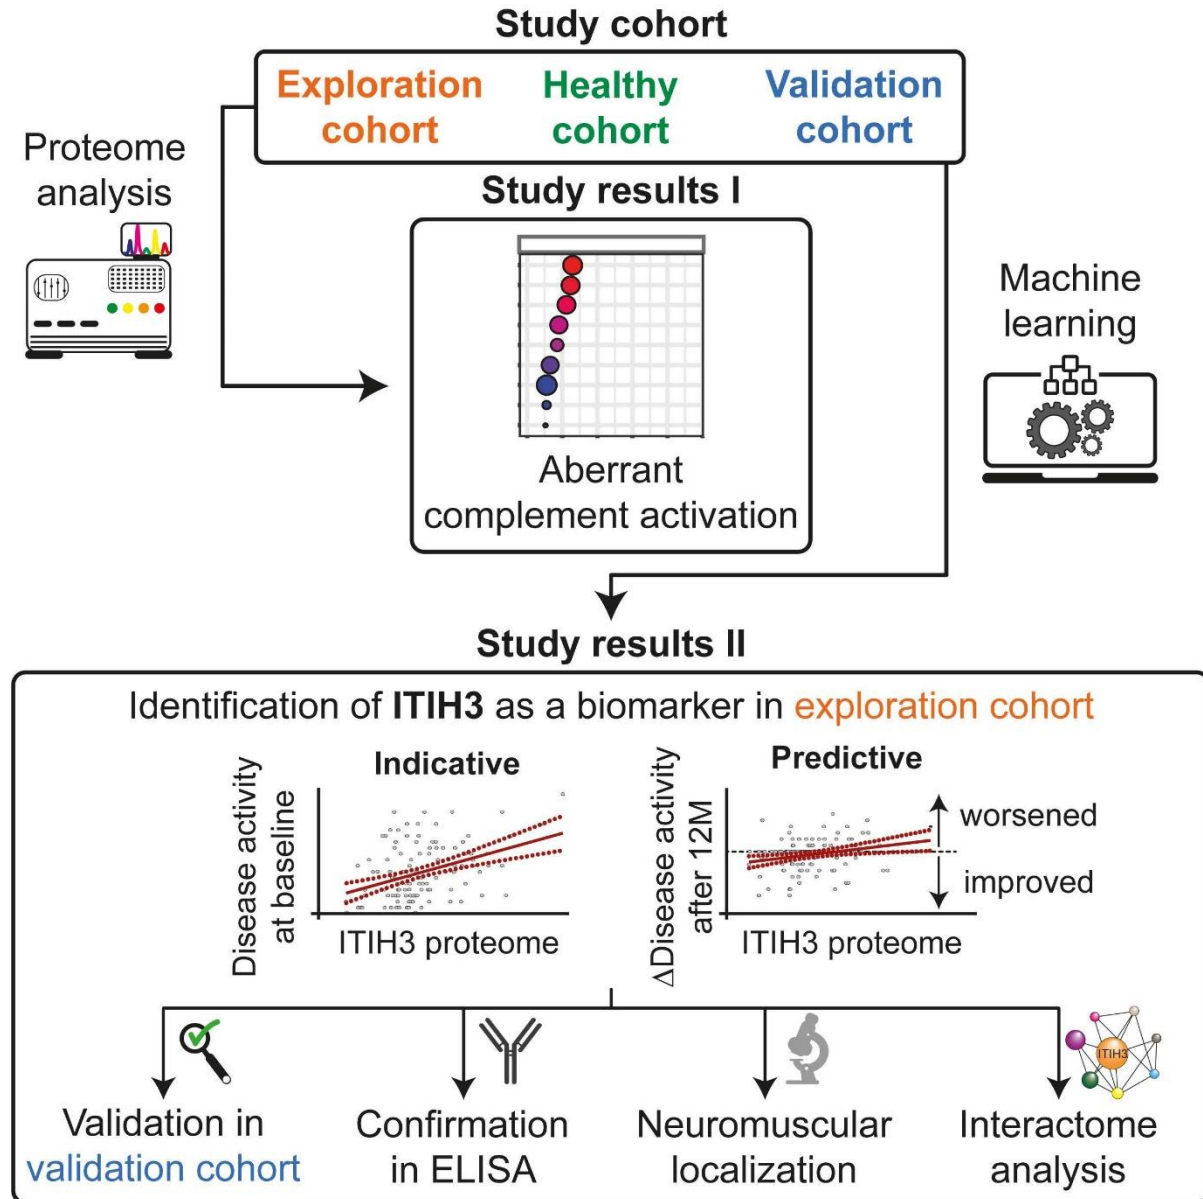 Study cohort
Exploration
cohort
Healthy
cohort
Validation
cohort
Proteome
analysis
Study results I
Aberrant
complement activation
Machine
learning
Study results II
Identification of ITIH3 as a biomarker in exploration cohort
Indicative
Disease activity
at baseline
ITIH3 proteome
Predictive
ΔDisease activity
after 12M
worsened
improved
ITIH3 proteome
Validation in
validation cohort
Confirmation
in ELISA
Neuromuscular
localization
ITIH3
Interactome
analysis